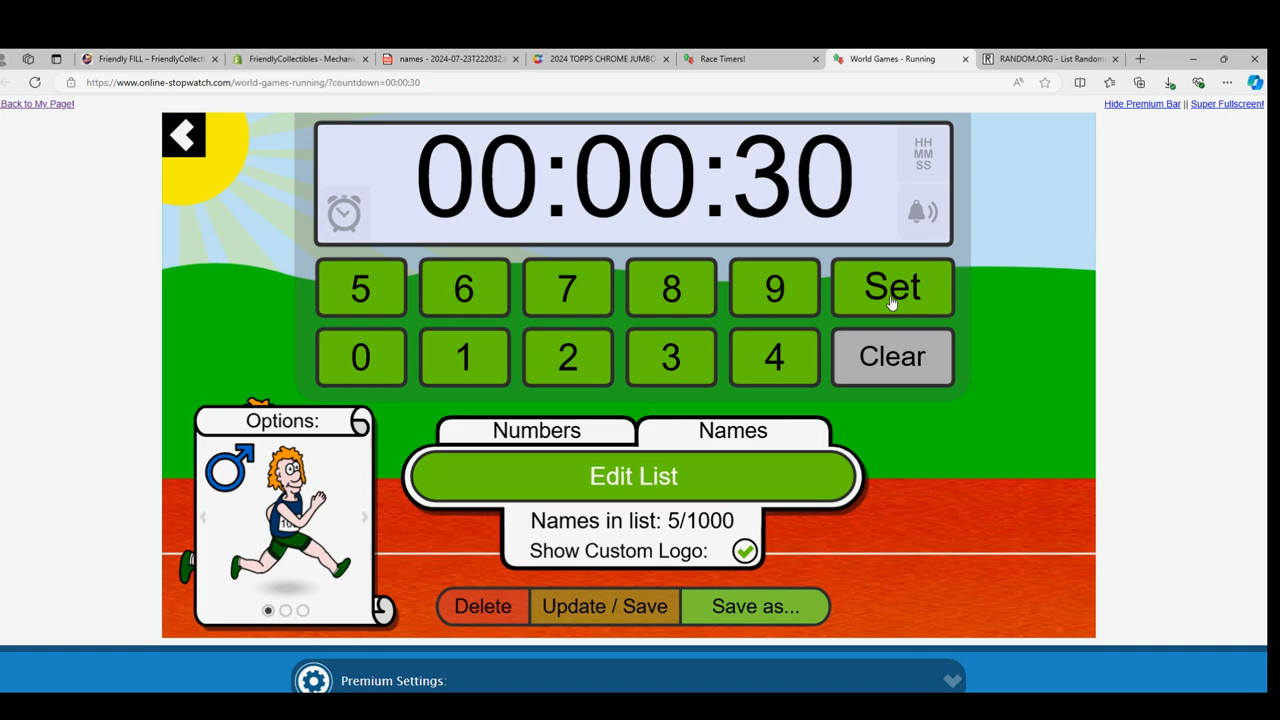 Friendly FILL – FriendlyCollect
FriendlyCollectibles - Mechanic
names - 2024-07-23T222032.
2024 TOPPS CHROME JUMBO
Race Timers!
World Games - Running
RANDOM.ORG - List Random
https://www.online-stopwatch.com/world-games-running/?countdown=00:00:30
Back to My Page!
Hide Premium Bar || Super Fullscreen!
00:00:30
HH
MM
SS
5 6 7 8 9 Set
0 1 2 3 4 Clear
Options:
Numbers Names
Edit List
Names in list: 5/1000
Show Custom Logo:
Delete Update / Save Save as...
Premium Settings: